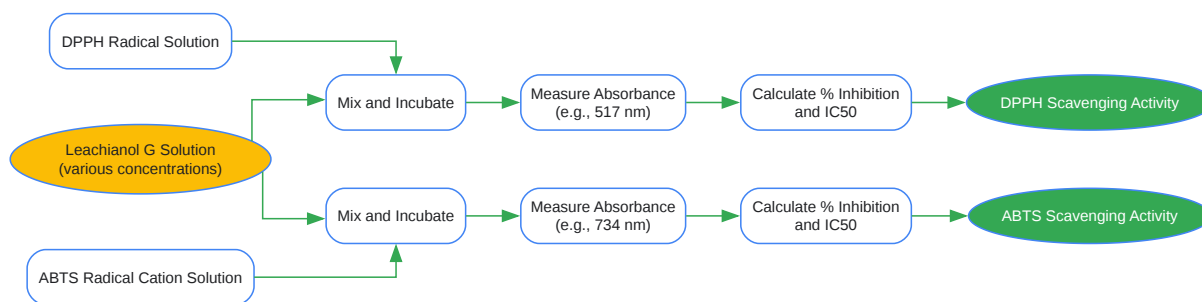 DPPH Radical Solution
Mix and Incubate
Measure Absorbance
(e.g., 517 nm)
Calculate % Inhibition
and IC50
DPPH Scavenging Activity
Leachianol G Solution
(various concentrations)
Mix and Incubate
Measure Absorbance
(e.g., 734 nm)
Calculate % Inhibition
and IC50
ABTS Scavenging Activity
ABTS Radical Cation Solution